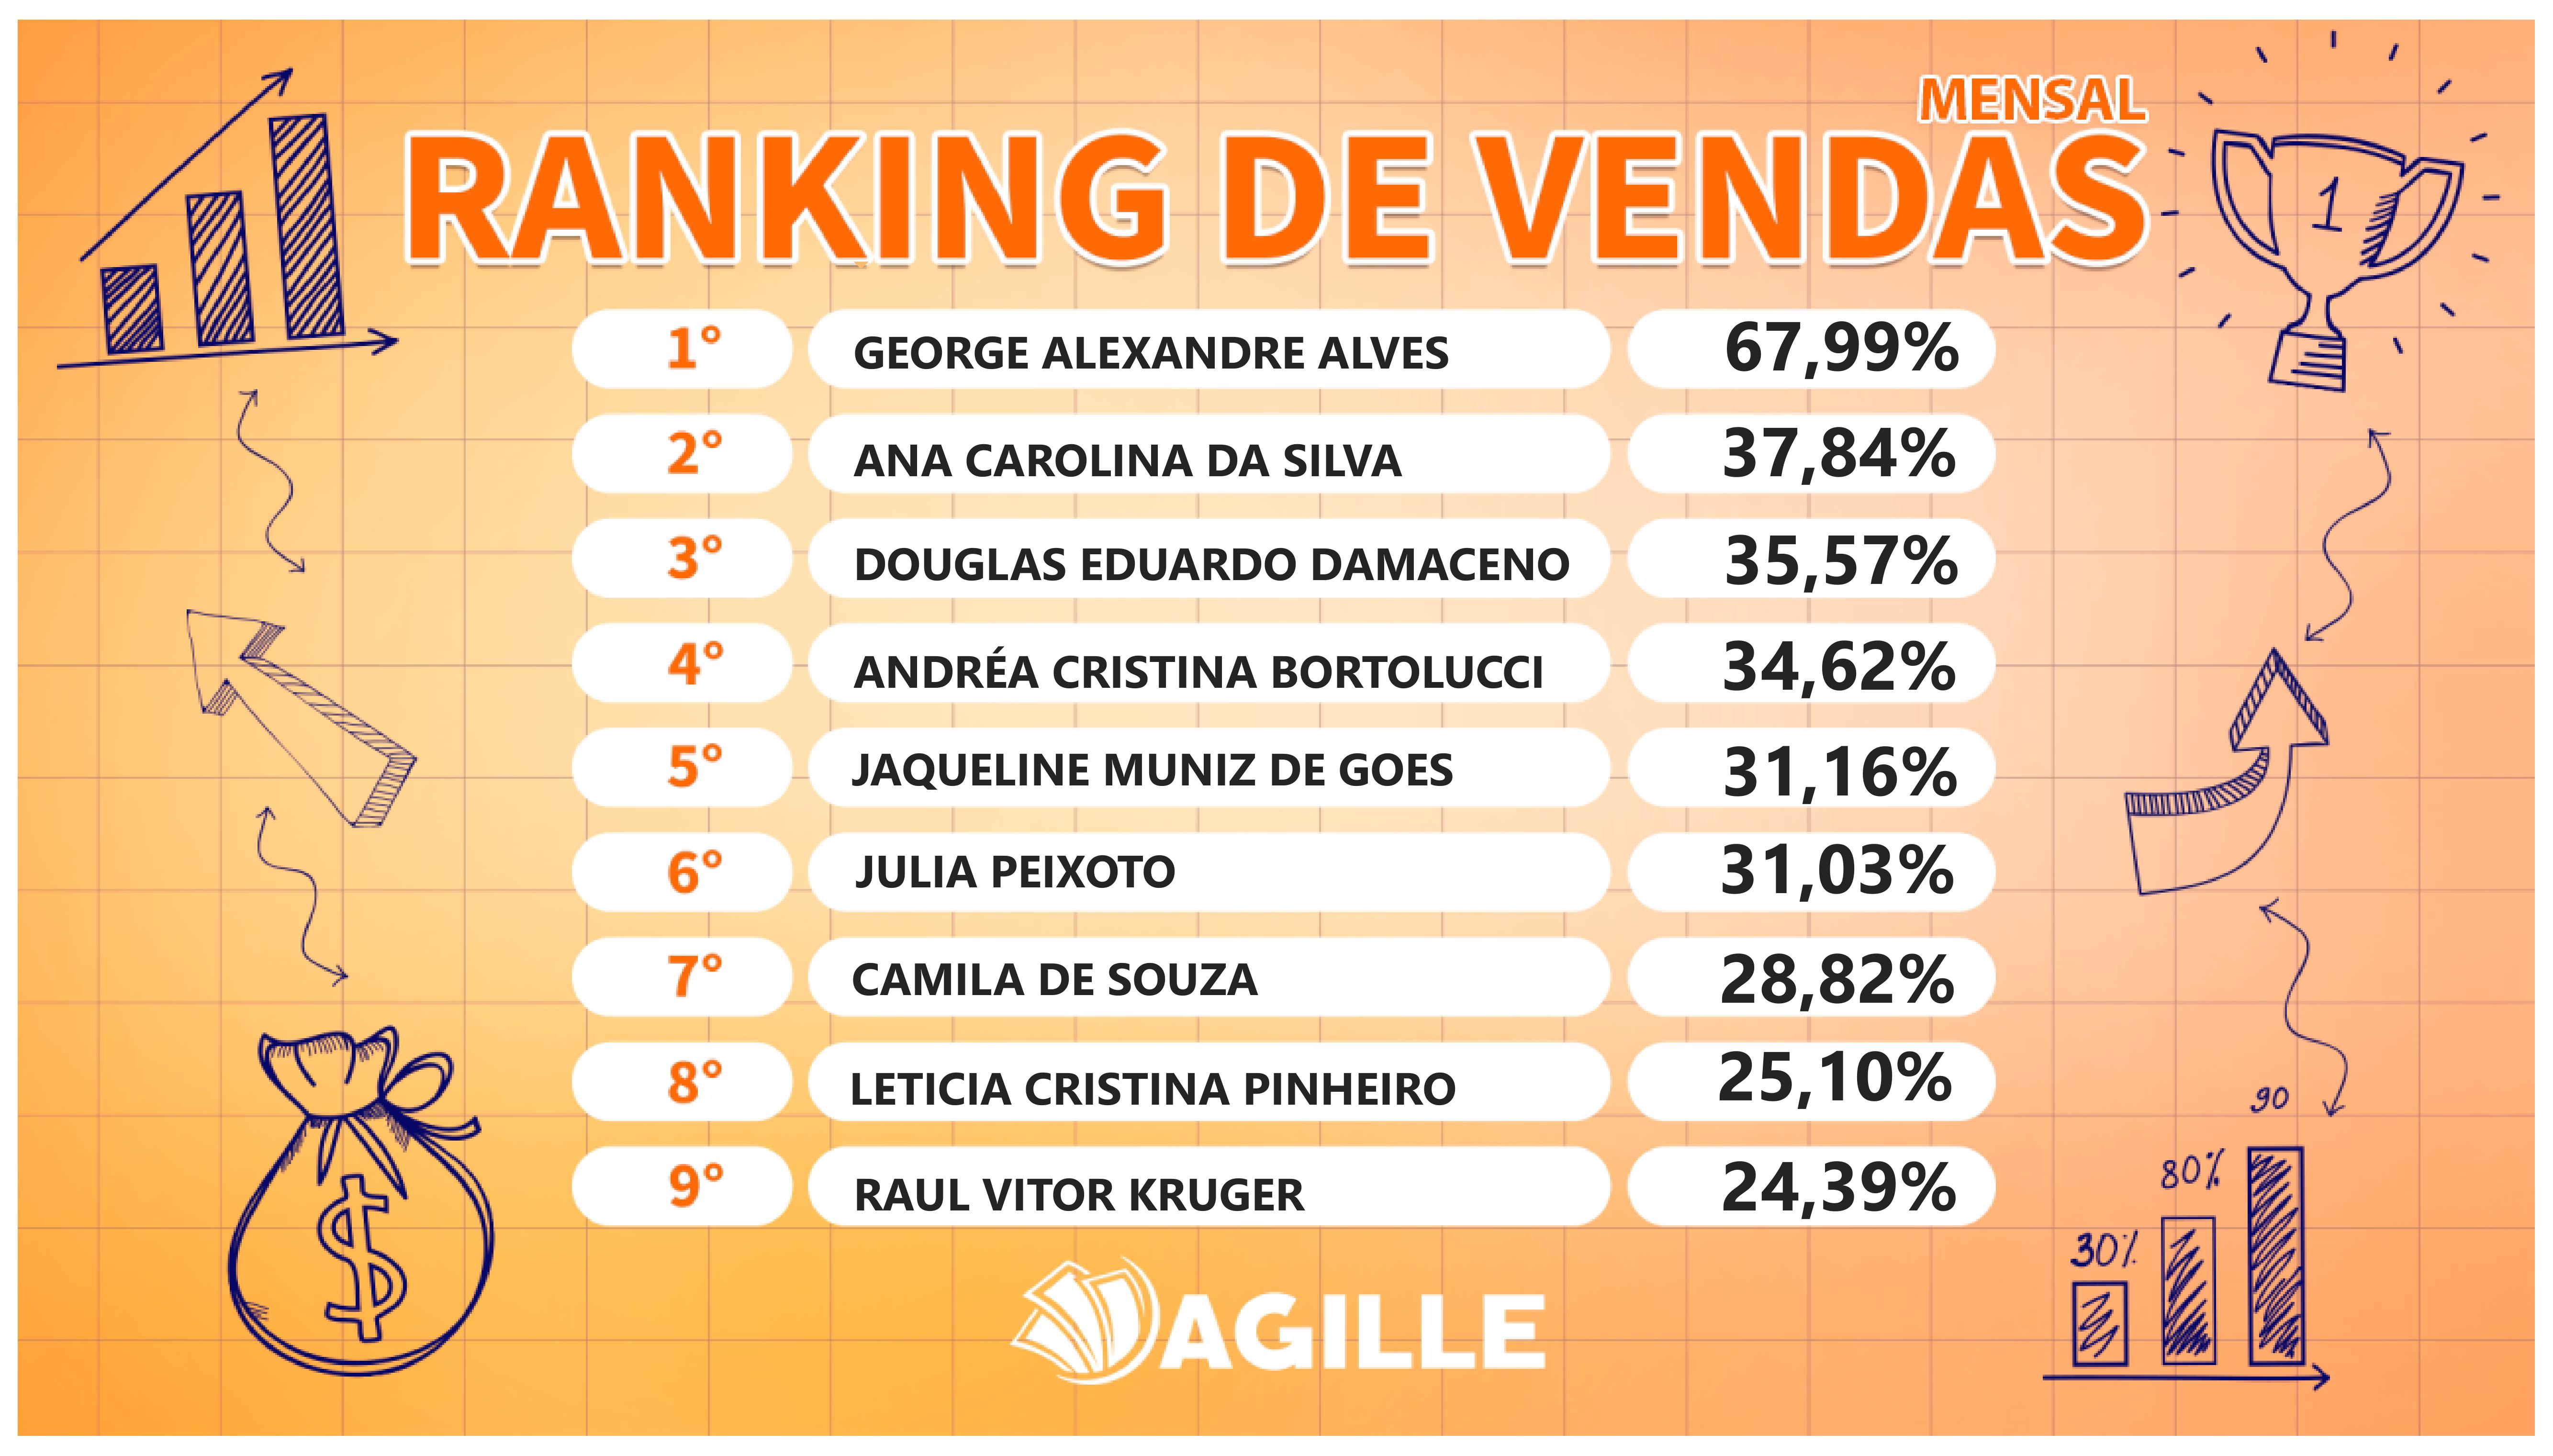 MENSAL
RANKING DE VENDAS
1
1° GEORGE ALEXANDRE ALVES 67,99%
2° ANA CAROLINA DA SILVA 37,84%
3° DOUGLAS EDUARDO DAMACENO 35,57%
4° ANDRÉA CRISTINA BORTOLUCCI 34,62%
5° JAQUELINE MUNIZ DE GOES 31,16%
6° JULIA PEIXOTO 31,03%
7° CAMILA DE SOUZA 28,82%
8° LETICIA CRISTINA PINHEIRO 25,10%
9° RAUL VITOR KRUGER 24,39%
$
90
80%
30%
AGILLE